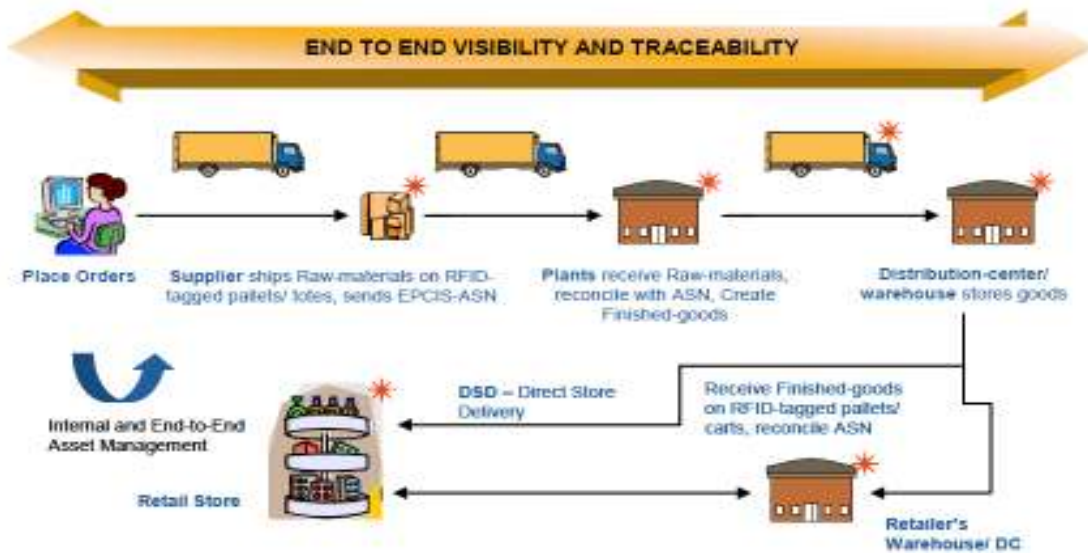 END TO END VISIBILITY AND TRACEABILITY
Place Orders
Supplier ships Raw-materials on RFID-
tagged pallets/ totes, sends EPCIS-ASN
Plants receive Raw-materials,
reconcile with ASN, Create
Finished-goods
Distribution-center/
warehouse stores goods
Internal and End-to-End
Asset Management
DSD – Direct Store
Delivery
Receive Finished-goods
on RFID-tagged pallets/
carts, reconcile ASN
Retail Store
Retailer's
Warehouse/ DC